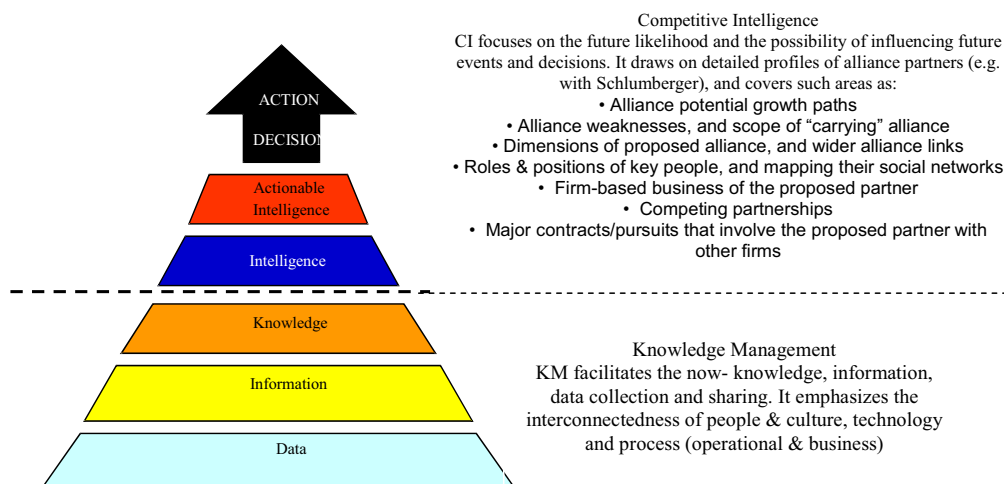 Competitive Intelligence
CI focuses on the future likelihood and the possibility of influencing future
events and decisions. It draws on detailed profiles of alliance partners (e.g.
with Schlumberger), and covers such areas as:
• Alliance potential growth paths
• Alliance weaknesses, and scope of “carrying” alliance
• Dimensions of proposed alliance, and wider alliance links
• Roles & positions of key people, and mapping their social networks
• Firm-based business of the proposed partner
• Competing partnerships
• Major contracts/pursuits that involve the proposed partner with
other firms
ACTION
DECISION
Actionable
Intelligence
Intelligence
Knowledge
Information
Data
Knowledge Management
KM facilitates the now- knowledge, information,
data collection and sharing. It emphasizes the
interconnectedness of people & culture, technology
and process (operational & business)